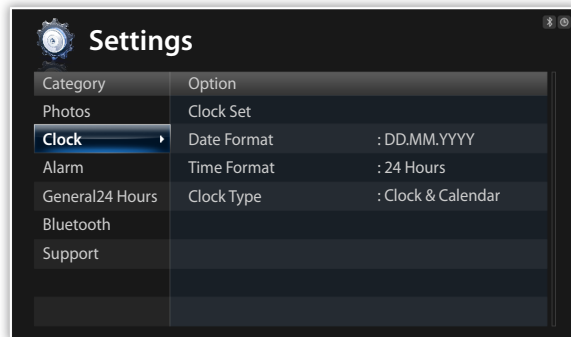 Settings
Category Option
Photos Clock Set
Clock Date Format : DD.MM.YYYY
Alarm Time Format : 24 Hours
General24 Hours Clock Type : Clock & Calendar
Bluetooth
Support